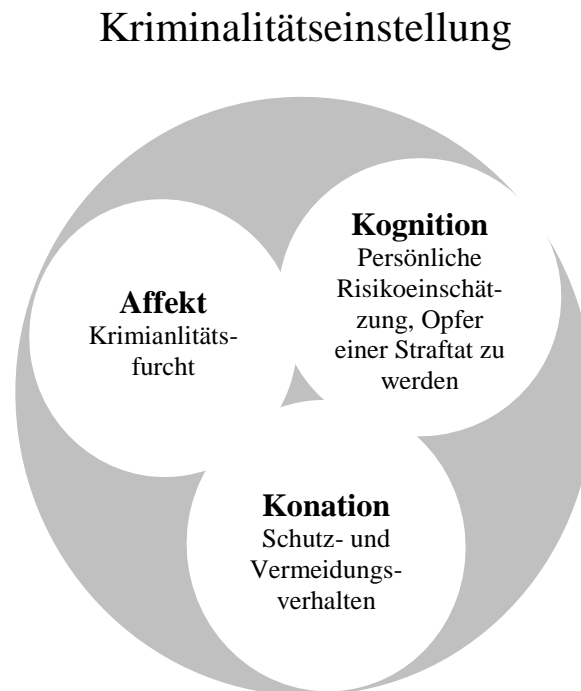 Kriminalitätseinstellung
Kognition
Persönliche
Risikoeinschät-
zung, Opfer
einer Straftat zu
werden
Affekt
Krimianlitäts-
furcht
Konation
Schutz- und
Vermeidungs-
verhalten